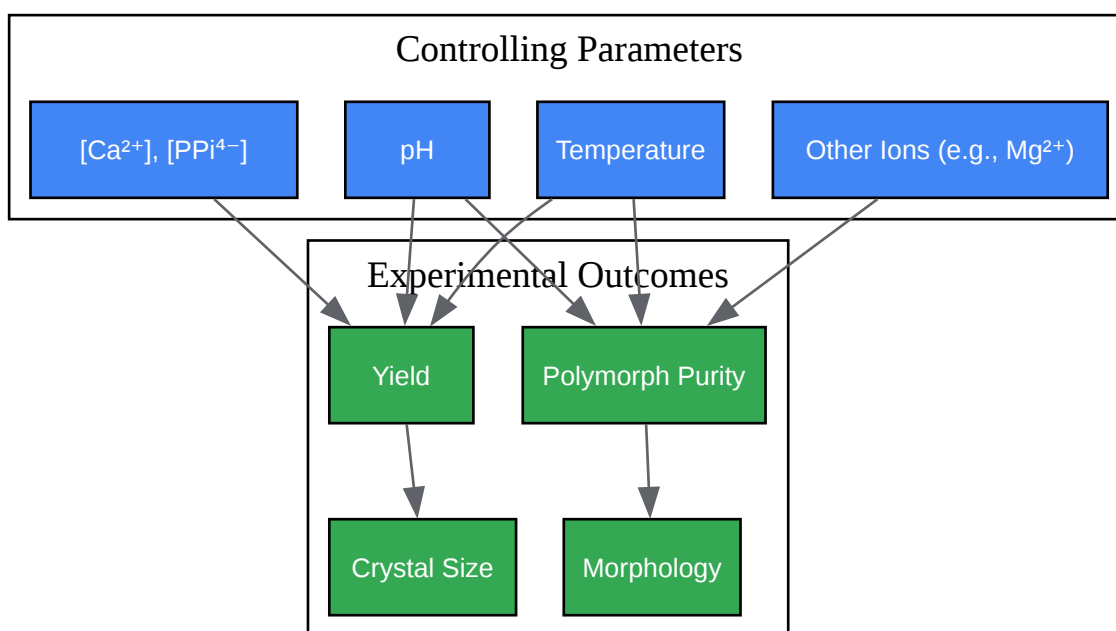 Controlling Parameters
[Ca²⁺], [PPi⁴⁻]
pH
Temperature
Other Ions (e.g., Mg²⁺)
Experimental Outcomes
Yield
Polymorph Purity
Crystal Size
Morphology